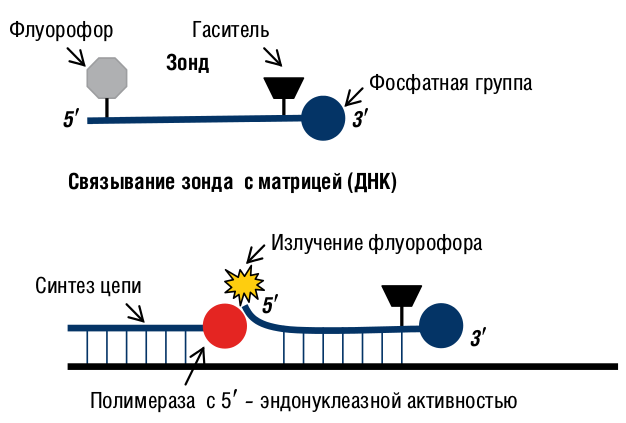 Флуорофор
Гаситель
Зонд
Фосфатная группа
5′
3′
Связывание зонда с матрицей (ДНК)
Излучение флуорофора
Синтез цепи
5′
3′
Полимераза с 5′ - эндонуклеазной активностью